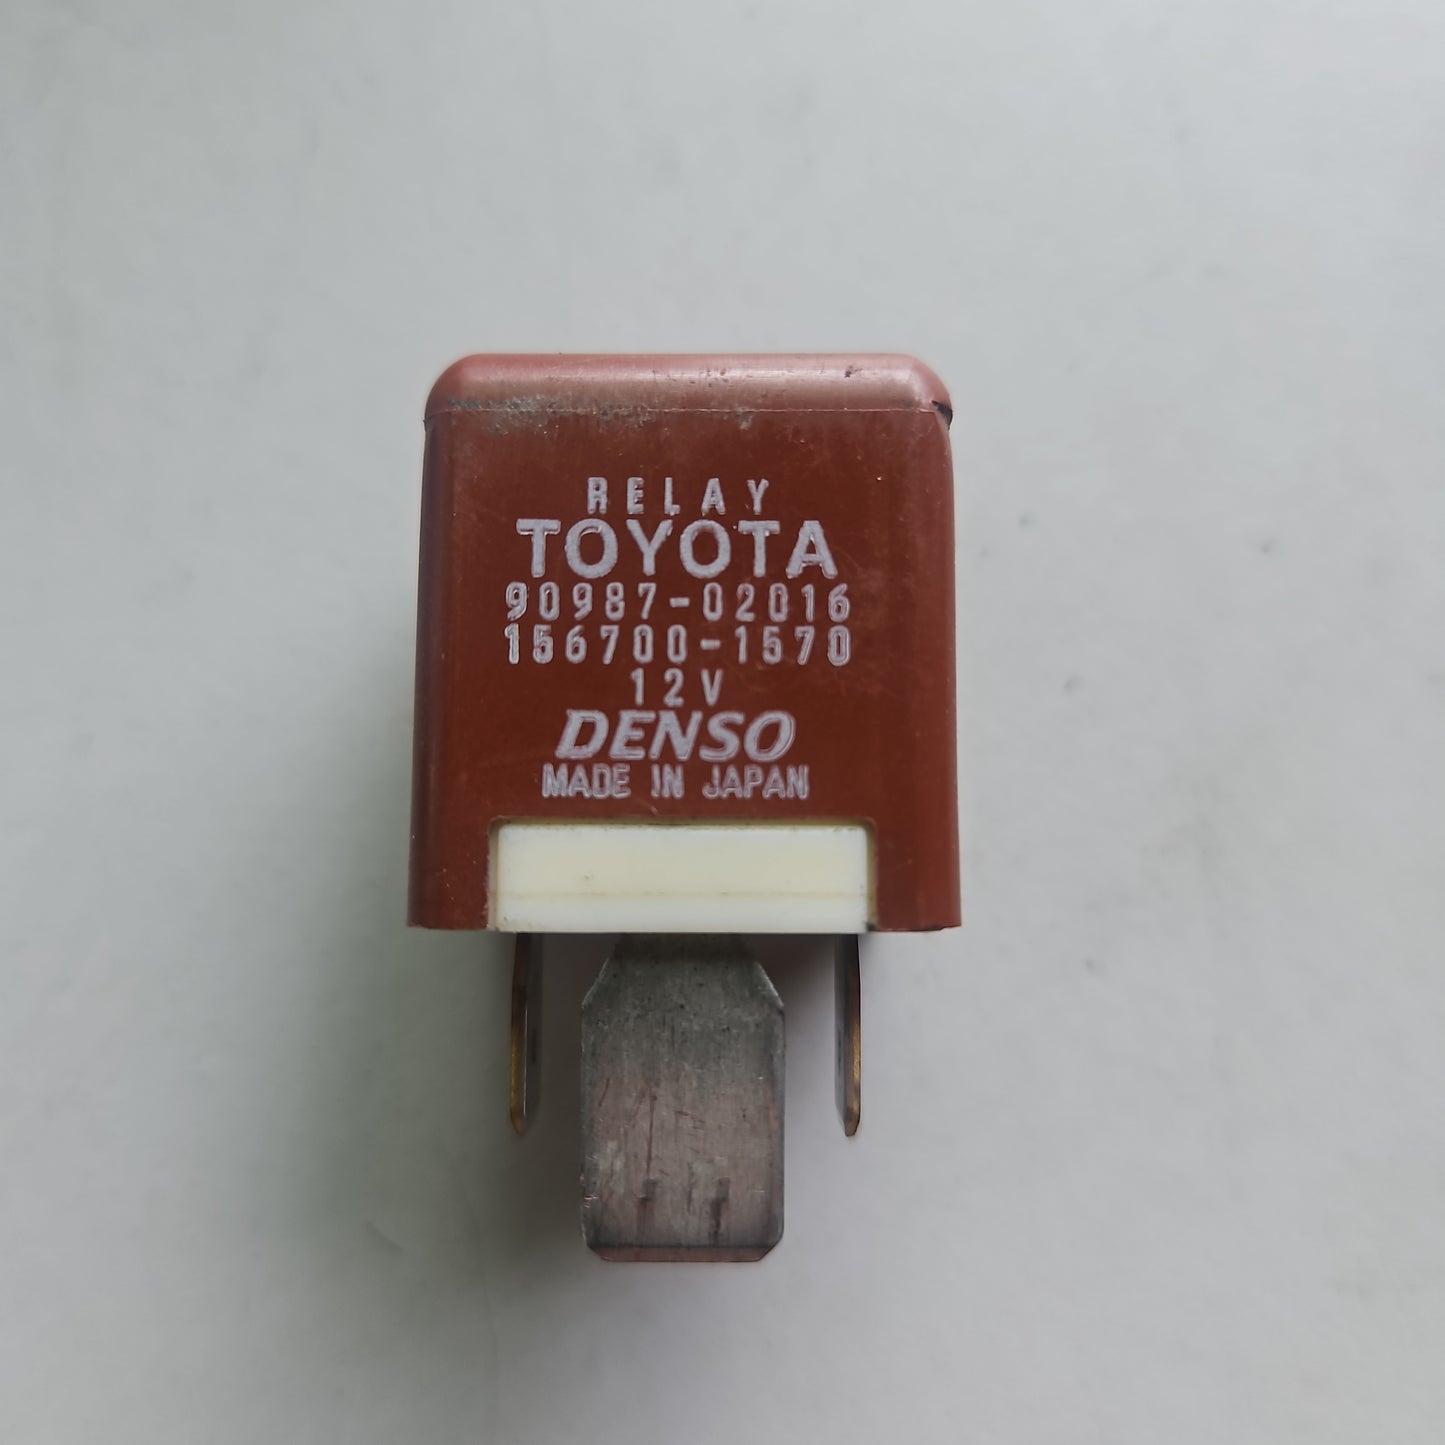 RELAY
TOYOTA
90987-02016
156700-1570
12V
DENSO
MADE IN JAPAN